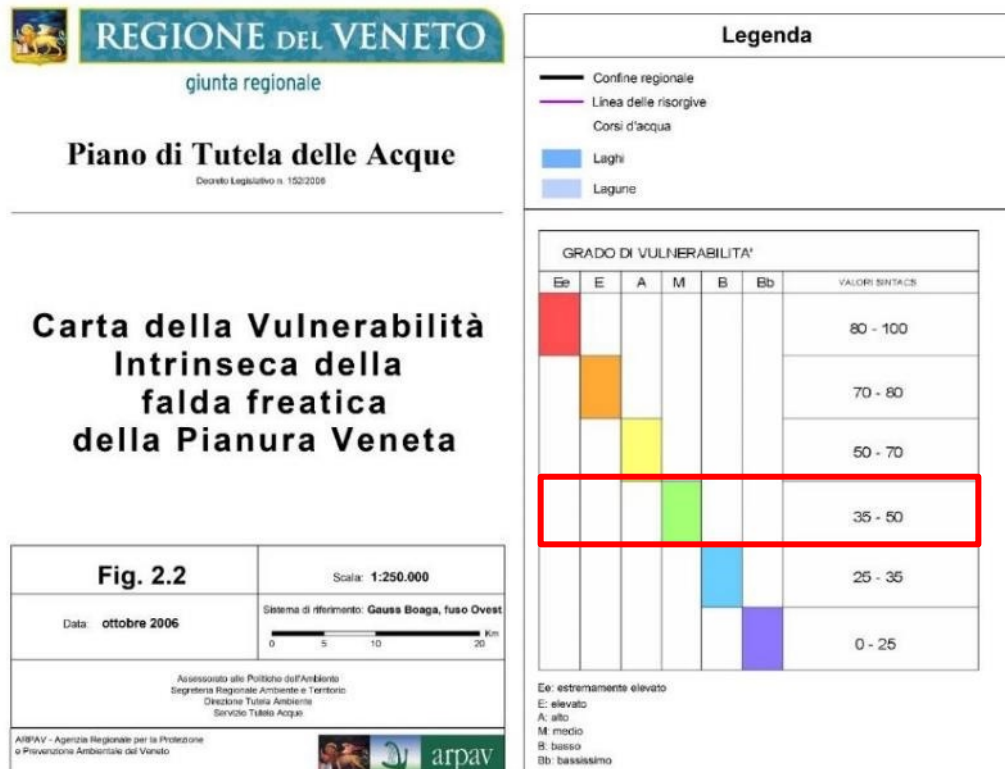 REGIONE DEL VENETO
giunta regionale
Piano di Tutela delle Acque
Decreto Legislativo n. 152/2006
Carta della Vulnerabilità
Intrinseca della
falda freatica
della Pianura Veneta
Fig. 2.2
Scala: 1:250.000
Data: ottobre 2006
Sistema di riferimento: Gauss Boaga, fuso Ovest
Km
0 5 10 20
Assessorato alle Politiche dell'Ambiente
Segreteria Regionale Ambiente e Territorio
Direzione Tutela Ambiente
Servizio Tutela Acque
ARPAV - Agenzia Regionale per la Protezione
e Prevenzione Ambientale del Veneto
arpav
Legenda
Confine regionale
Linea delle risorgive
Corsi d'acqua
Laghi
Lagune
GRADO DI VULNERABILITA'
Ee E A M B Bb VALORI SINTACS
80 - 100
70 - 80
50 - 70
35 - 50
25 - 35
0 - 25
Ee: estremamente elevato
E: elevato
A: alto
M: medio
B: basso
Bb: bassissimo